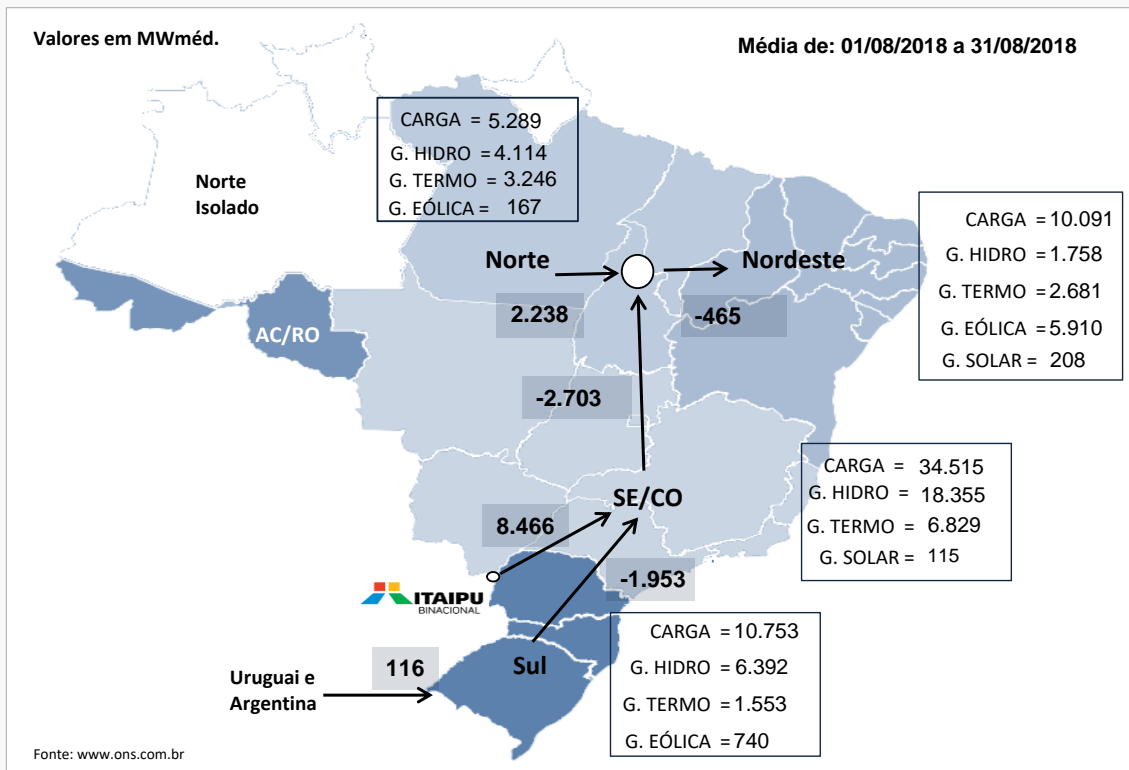 Valores em MWméd.
Média de: 01/08/2018 a 31/08/2018
CARGA = 5.289
G. HIDRO = 4.114
G. TERMO = 3.246
G. EÓLICA = 167
Norte
Isolado
CARGA = 10.091
G. HIDRO = 1.758
G. TERMO = 2.681
G. EÓLICA = 5.910
G. SOLAR = 208
Norte
Nordeste
2.238
-465
AC/RO
-2.703
CARGA = 34.515
G. HIDRO = 18.355
G. TERMO = 6.829
G. SOLAR = 115
SE/CO
8.466
-1.953
ITAIPU
BINACIONAL
CARGA = 10.753
G. HIDRO = 6.392
G. TERMO = 1.553
G. EÓLICA = 740
116
Sul
Uruguai e
Argentina
Fonte: www.ons.com.br